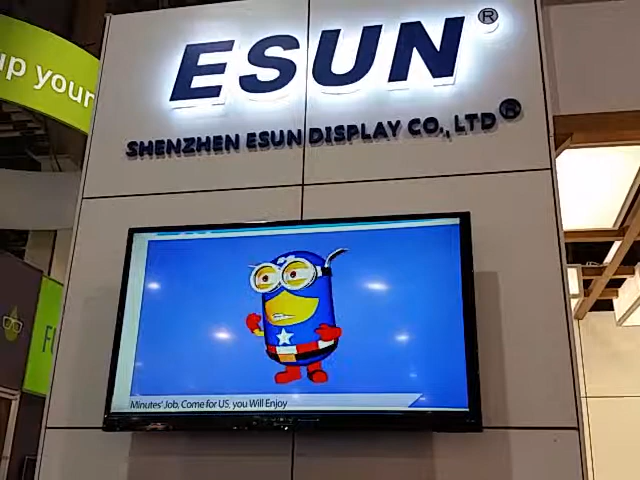 up your
ESUN®
SHENZHEN ESUN DISPLAY CO., LTD®
Minutes' Job, Come for US, you Will Enjoy
F